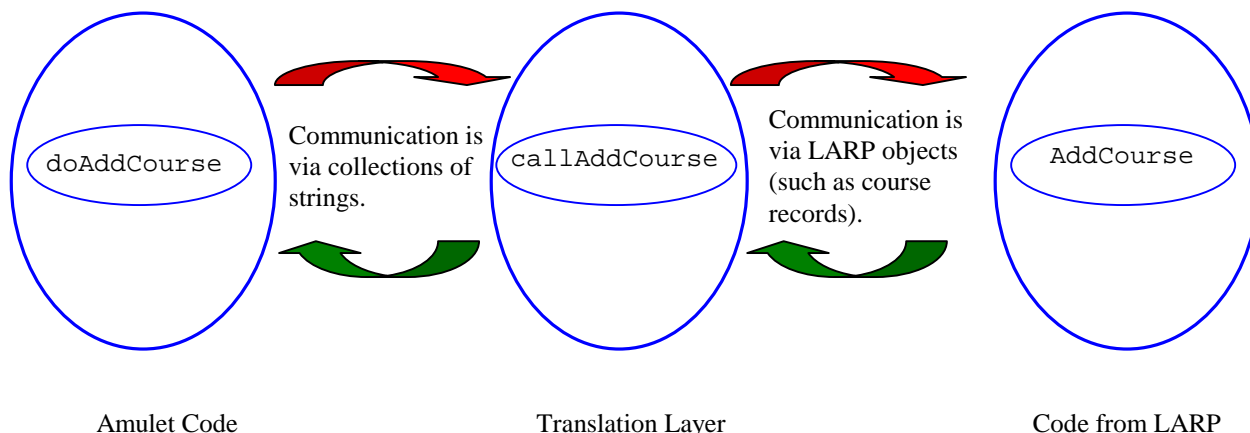 doAddCourse
Communication is
via collections of
strings.
callAddCourse
Communication is
via LARP objects
(such as course
records).
AddCourse
Amulet Code
Translation Layer
Code from LARP